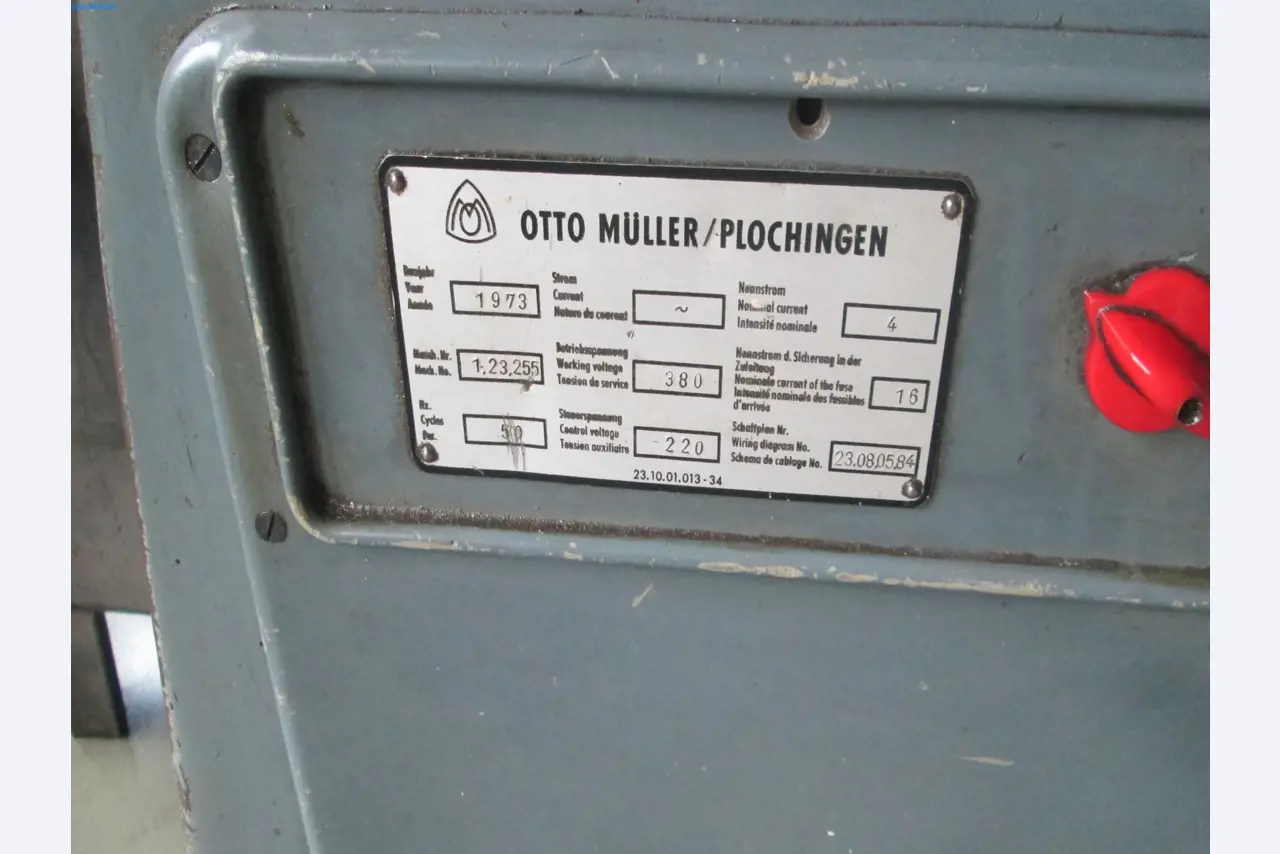 OTTO MÜLLER/PLOCHINGEN
Baujahr
Year
Année
1973
Strom
Current
Nature du courant
~
Nennstrom
Nominal current
Intensité nominale
4
Masch. Nr.
Mach. No.
1.23,255
Betriebsspannung
Working voltage
Tension de service
380
Nennstrom d. Sicherung in der
Zuleitung
Nominale current of the fuse
Intensité nominale des fussibles
d'arrivée
16
Hz.
Cycles
Per.
50
Steuerspannung
Control voltage
Tension auxiliaire
220
Schaltplan Nr.
Wiring diagram No.
Schema de cablage No.
23.08.05.84
23.10.01.013-34